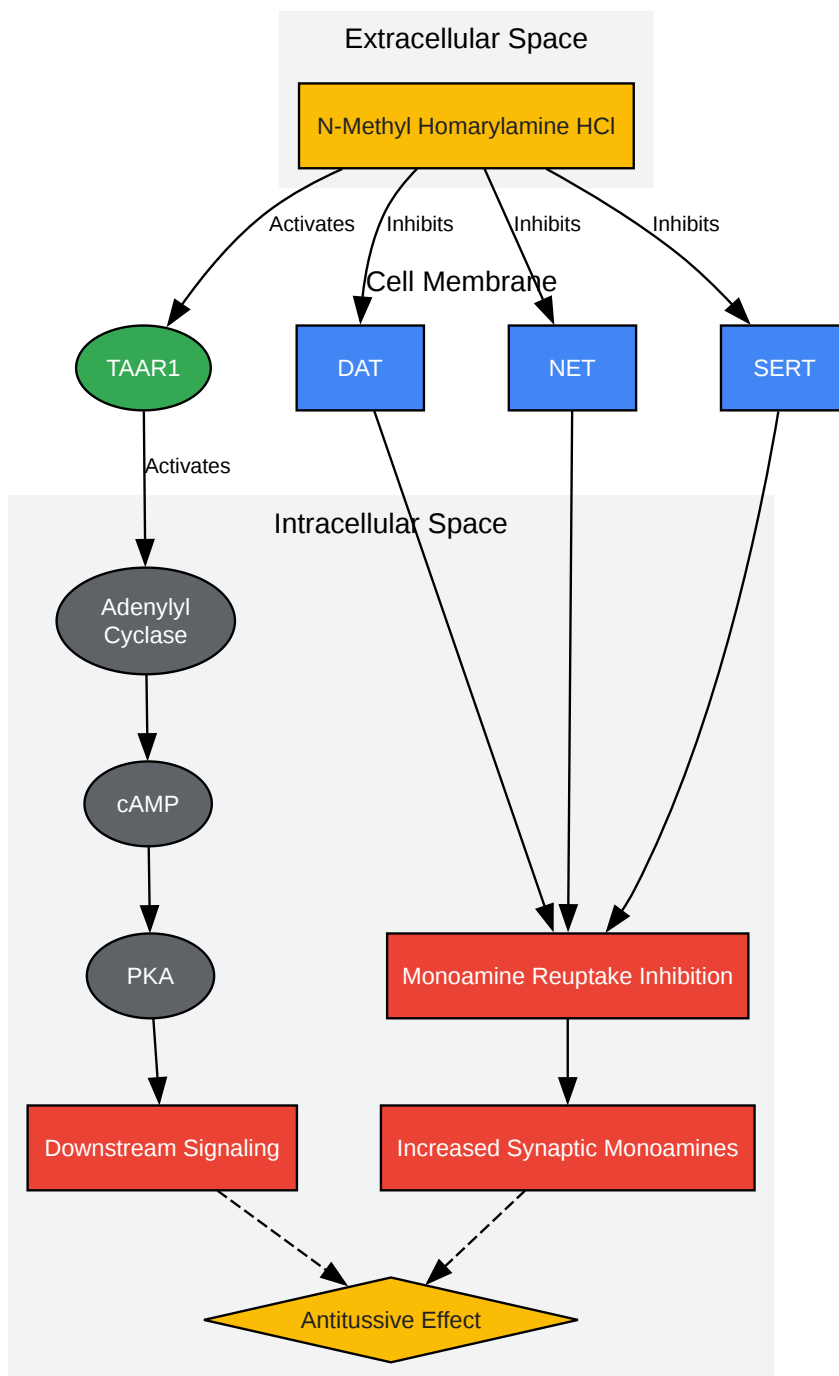 Extracellular Space
N-Methyl Homarylamine HCl
Activates
Inhibits
Inhibits
Inhibits
Cell Membrane
TAAR1
DAT
NET
SERT
Activates
Intracellular Space
Adenylyl
Cyclase
cAMP
PKA
Monoamine Reuptake Inhibition
Downstream Signaling
Increased Synaptic Monoamines
Antitussive Effect